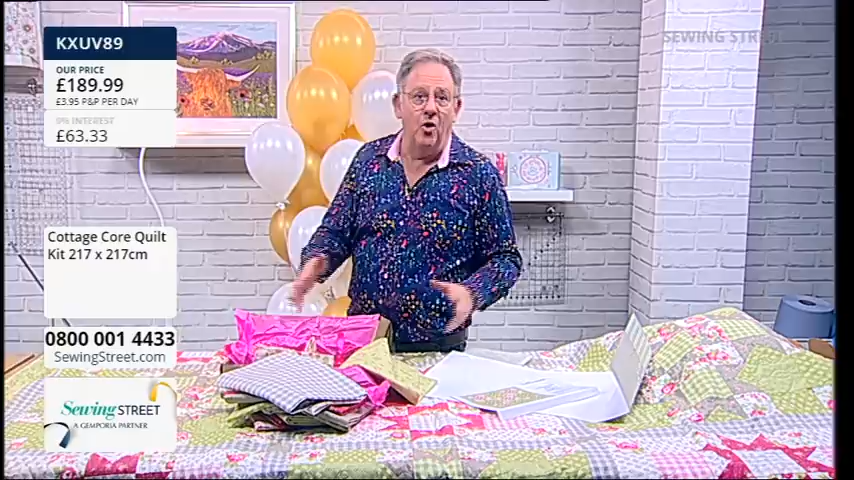 KXUV89
OUR PRICE
£189.99
£3.95 P&P PER DAY
0% INTEREST
£63.33
Cottage Core Quilt
Kit 217 x 217cm
0800 001 4433
SewingStreet.com
Sewing STREET
A GEMPORIA PARTNER
SEWING STREET